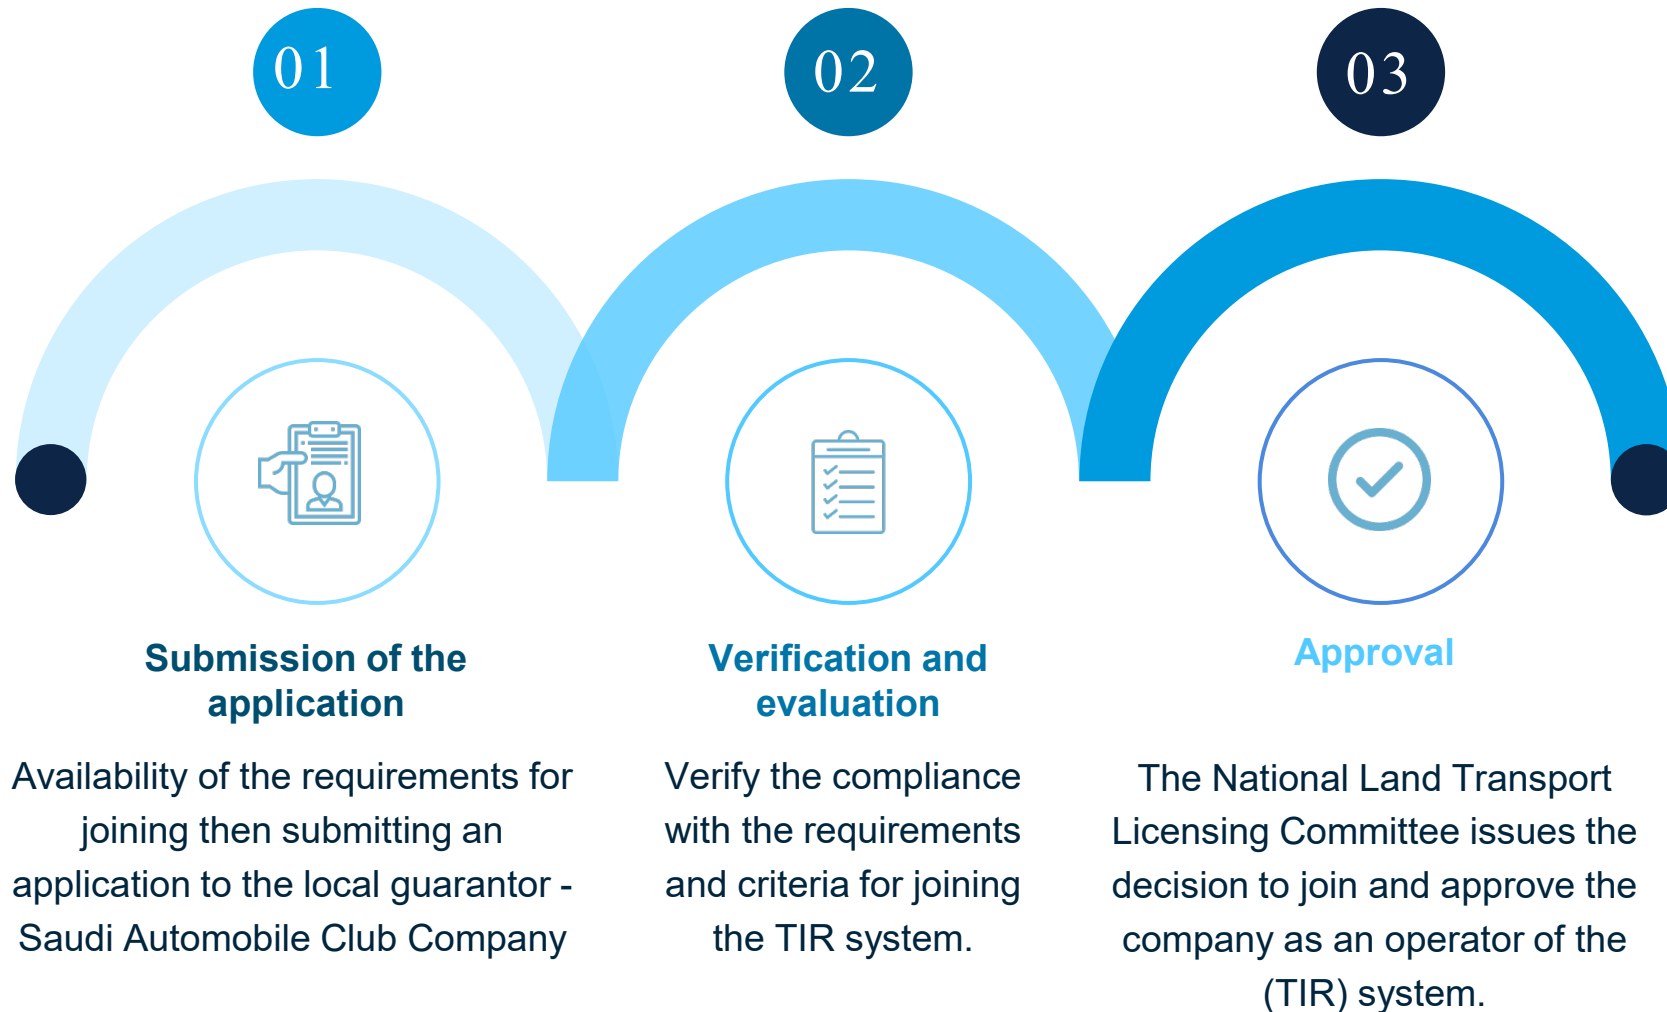 01
02
03
Submission of the
application
Availability of the requirements for
joining then submitting an
application to the local guarantor -
Saudi Automobile Club Company
Verification and
evaluation
Verify the compliance
with the requirements
and criteria for joining
the TIR system.
Approval
The National Land Transport
Licensing Committee issues the
decision to join and approve the
company as an operator of the
(TIR) system.